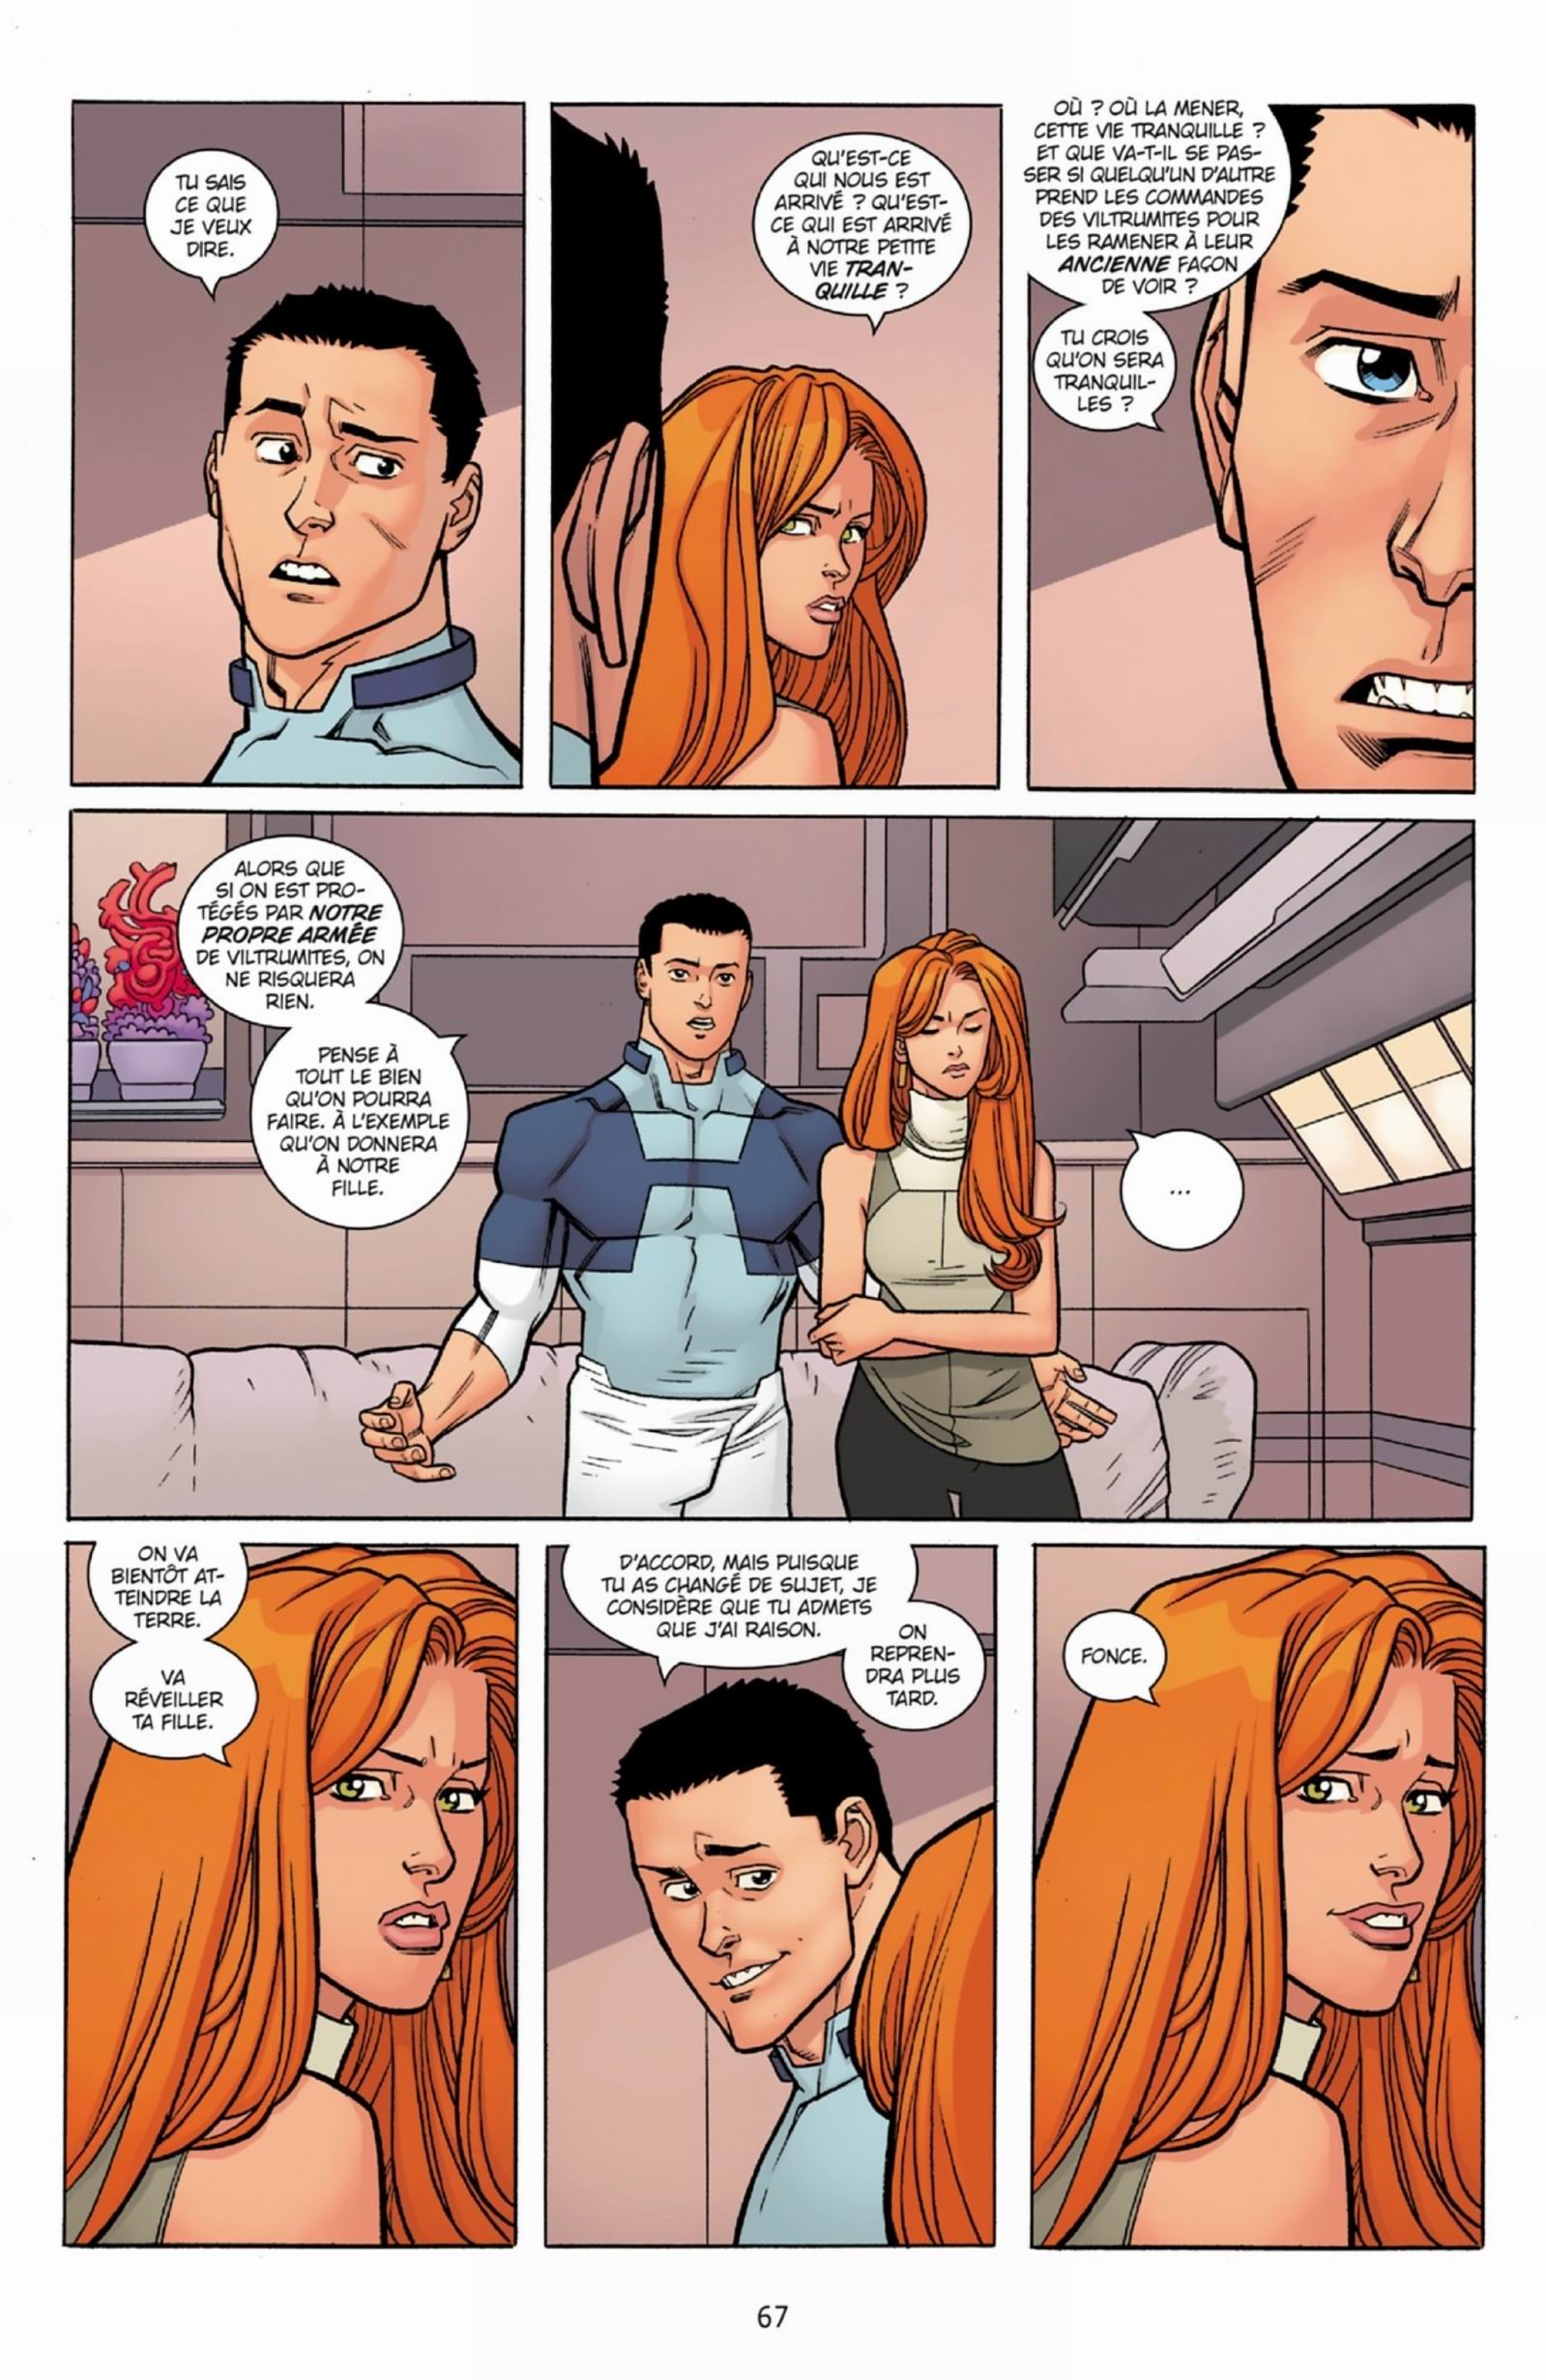 TU SAIS
CE QUE
JE VEUX
DIRE.
QU'EST-CE
QUI NOUS EST
ARRIVÉ ? QU'EST-
CE QUI EST ARRIVÉ
À NOTRE PETITE
VIE TRAN-
QUILLE ?
OÙ ? OÙ LA MENER,
CETTE VIE TRANQUILLE ?
ET QUE VA-T-IL SE PAS-
SER SI QUELQU'UN D'AUTRE
PREND LES COMMANDES
DES VILTRUMITES POUR
LES RAMENER À LEUR
ANCIENNE FAÇON
DE VOIR ?
TU CROIS
QU'ON SERA
TRANQUIL-
LES ?
ALORS QUE
SI ON EST PRO-
TÉGÉS PAR NOTRE
PROPRE ARMÉE
DE VILTRUMITES, ON
NE RISQUERA
RIEN.
PENSE À
TOUT LE BIEN
QU'ON POURRA
FAIRE. À L'EXEMPLE
QU'ON DONNERA
À NOTRE
FILLE.
...
ON VA
BIENTÔT AT-
TEINDRE LA
TERRE.
VA
RÉVEILLER
TA FILLE.
D'ACCORD, MAIS PUISQUE
TU AS CHANGÉ DE SUJET, JE
CONSIDÈRE QUE TU ADMETS
QUE J'AI RAISON.
ON
REPREN-
DRA PLUS
TARD.
FONCE.
67